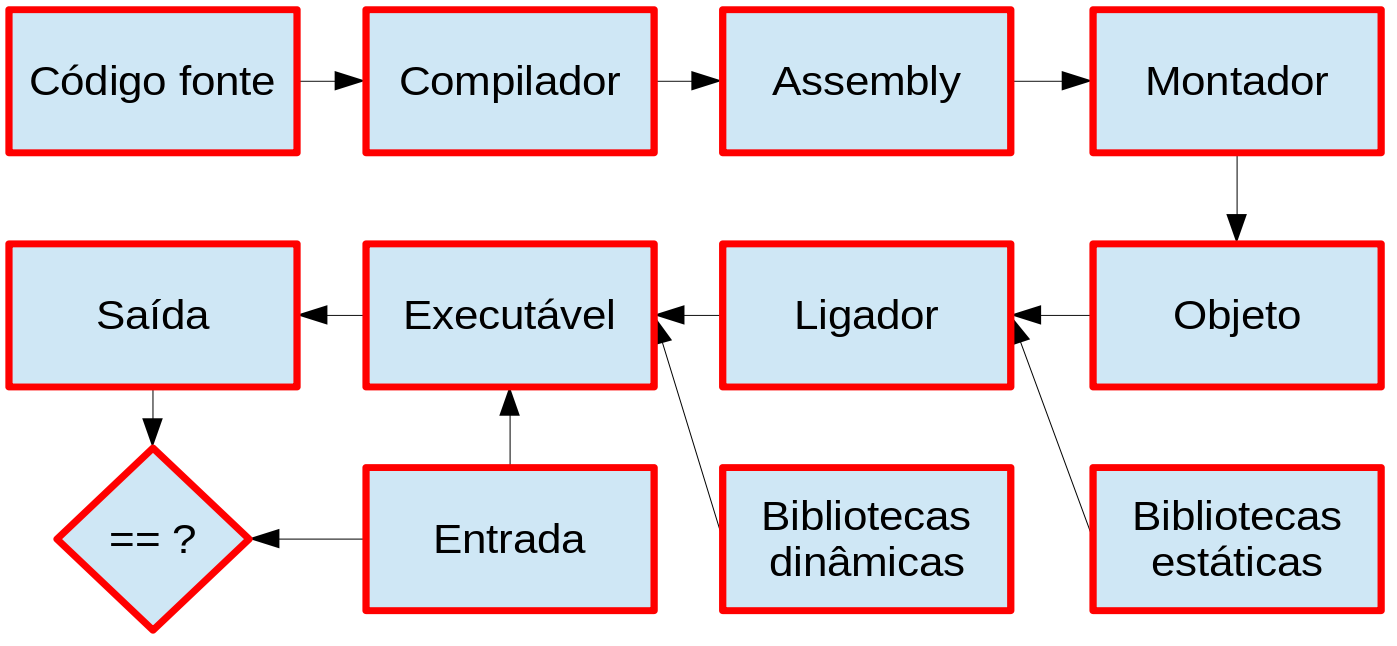 Código fonte
Compilador
Assembly
Montador
Saída
Executável
Ligador
Objeto
== ?
Entrada
Bibliotecas
dinâmicas
Bibliotecas
estáticas